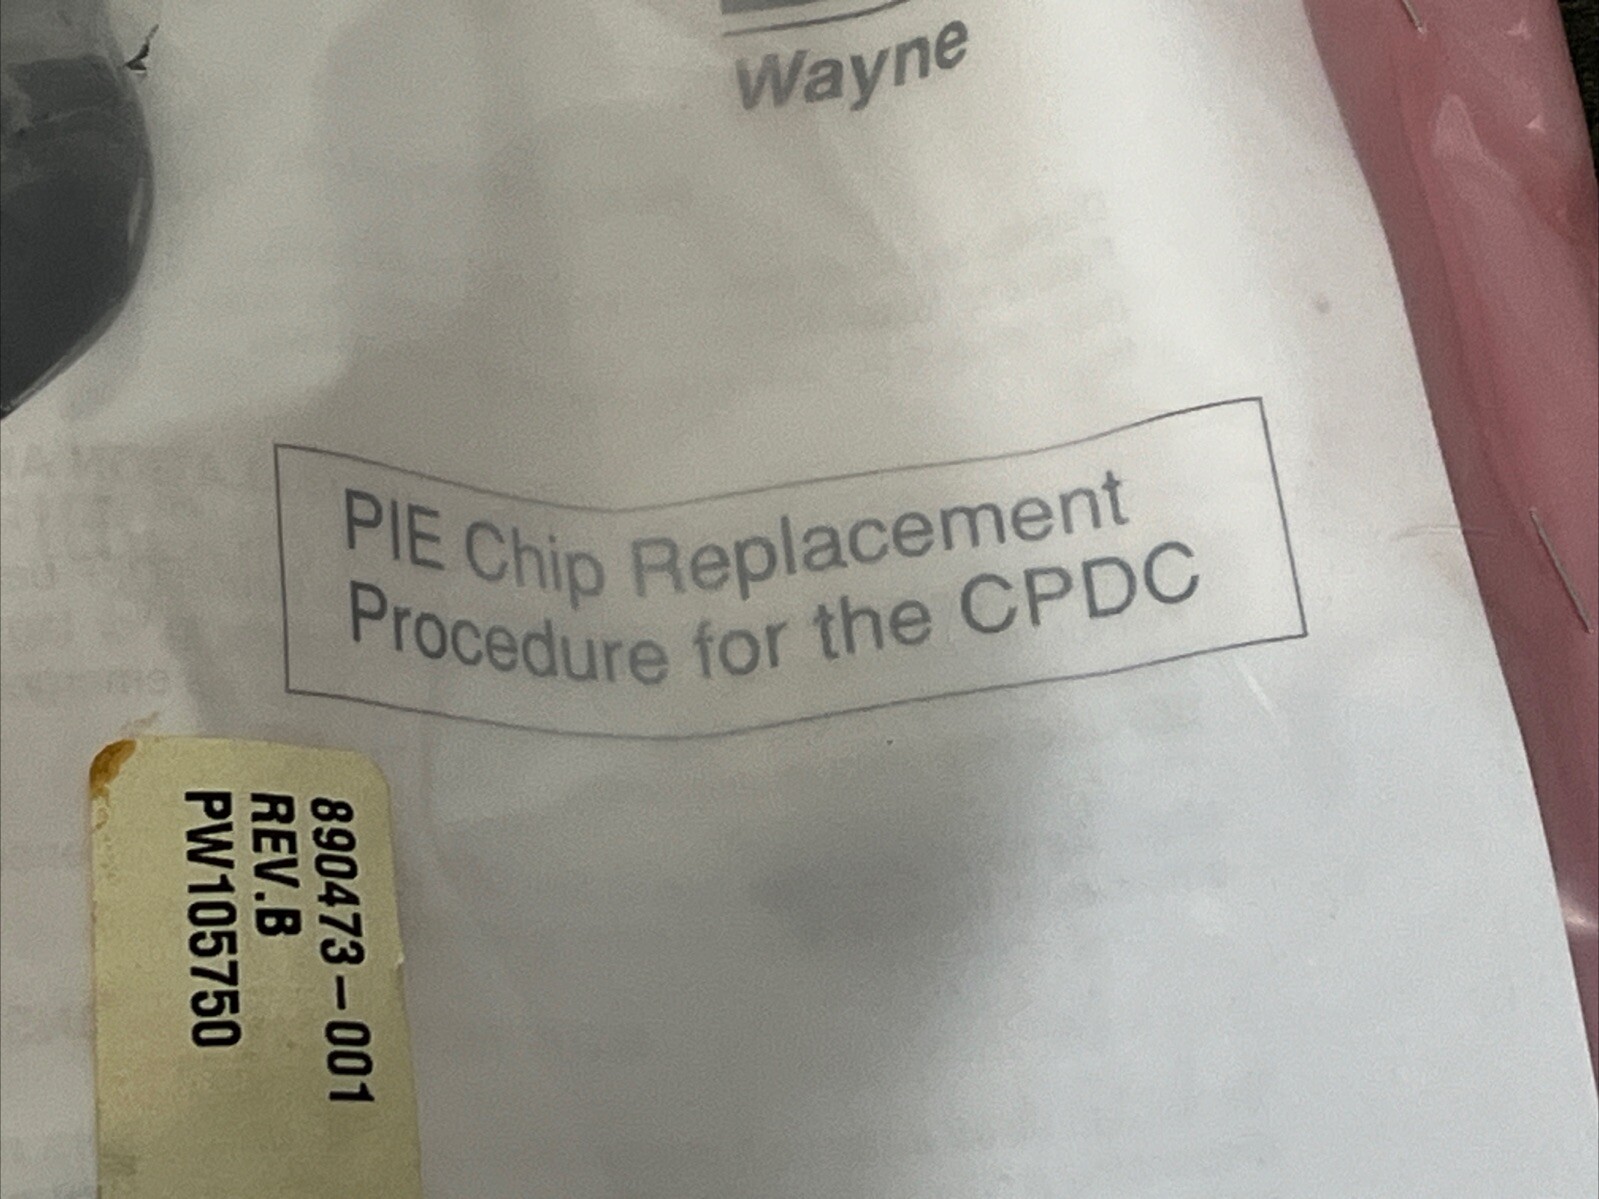 Wayne
PIE Chip Replacement
Procedure for the CPDC
890473-001
REV.B
PW105750